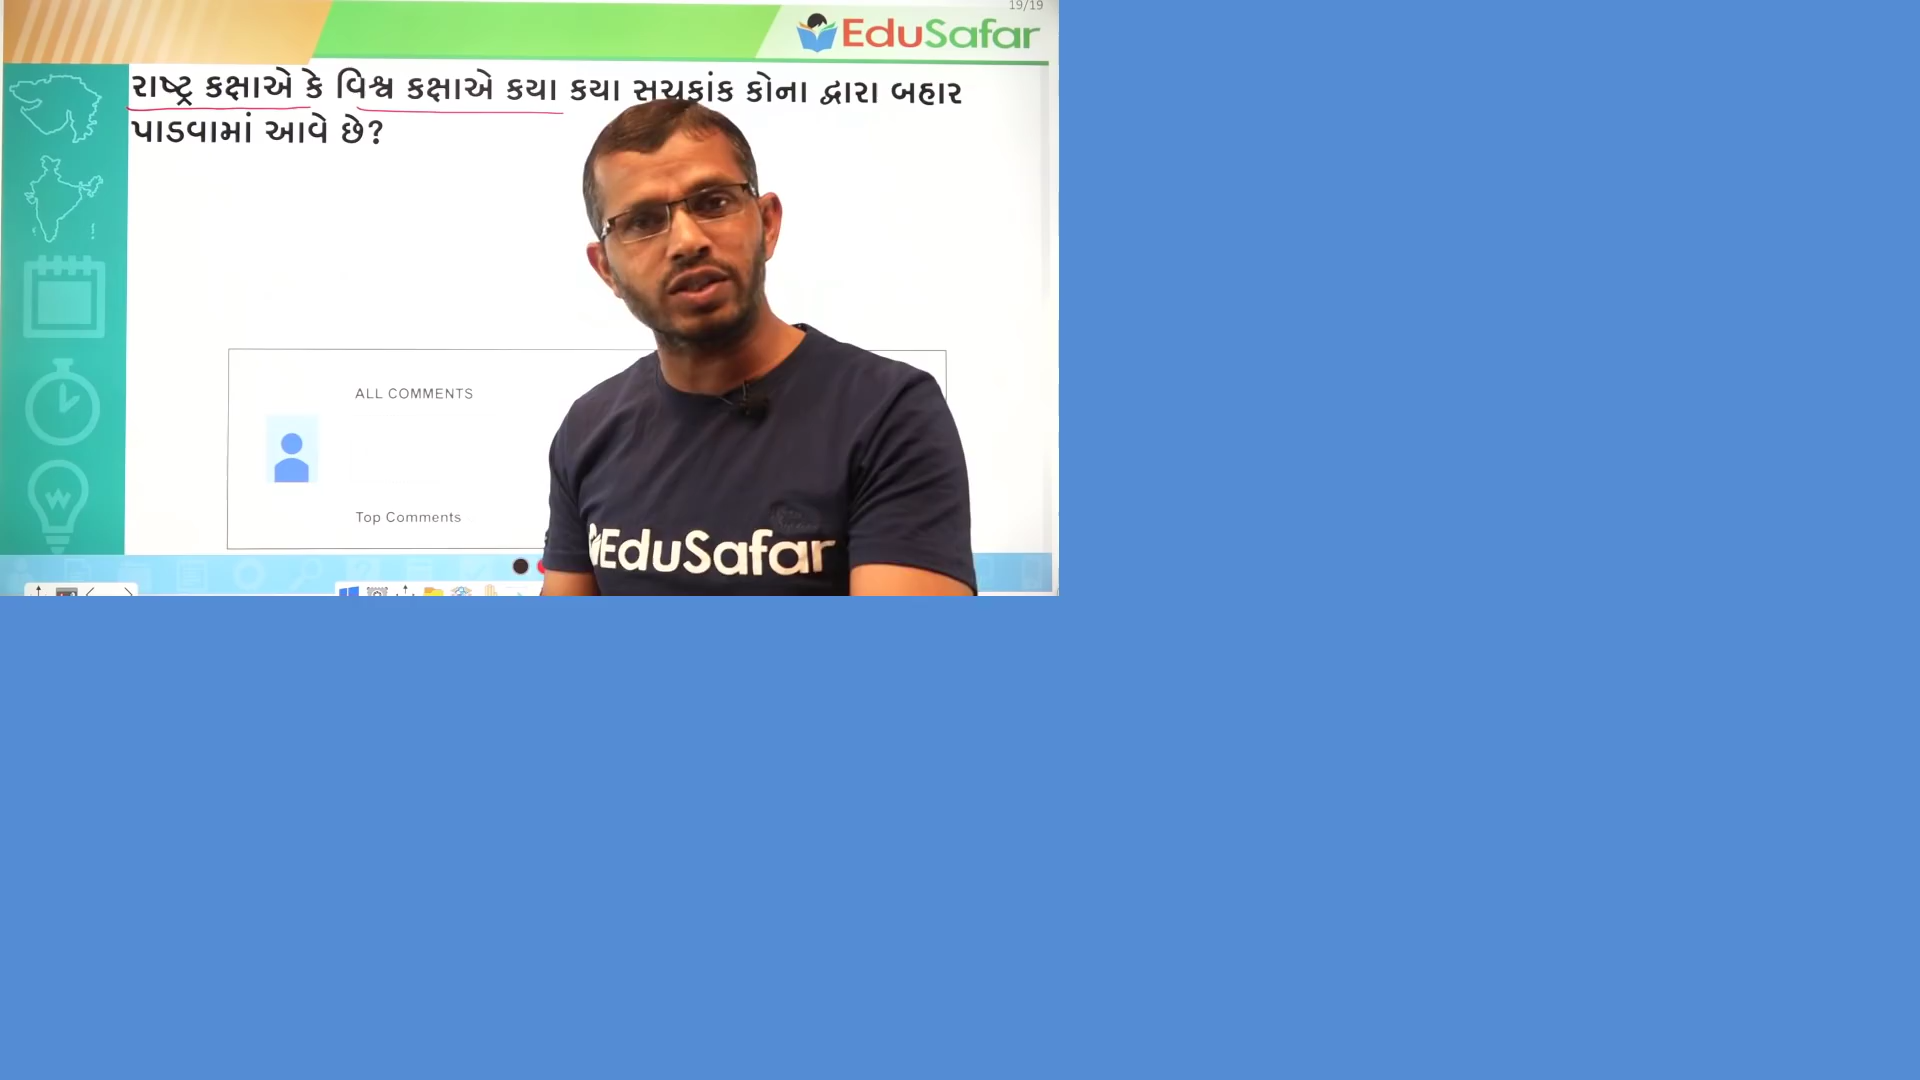 19/19
EduSafar
રાષ્ટ્ર કક્ષાએ કે વિશ્વ કક્ષાએ કયા કયા સૂચકાંક કોના દ્વારા બહાર
પાડવામાં આવે છે?
ALL COMMENTS
Top Comments
EduSafar